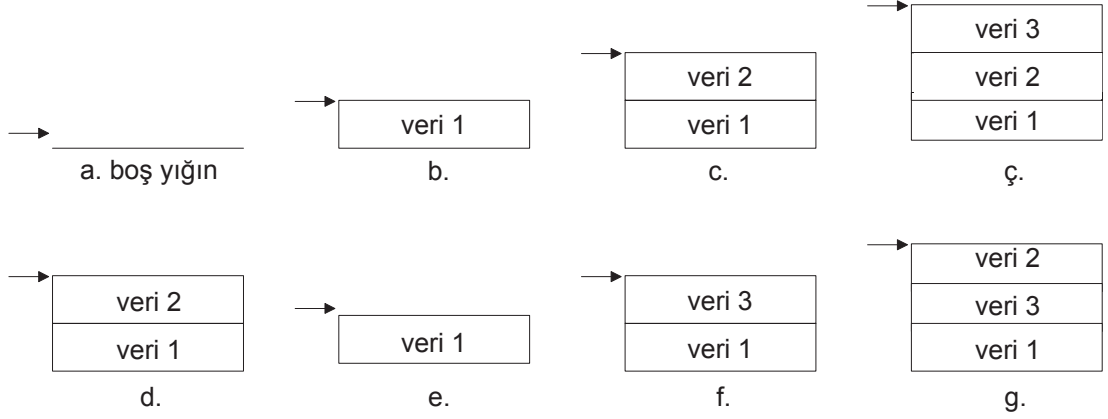 a. boş yığın
veri 1
b.
veri 2
veri 1
c.
veri 3
veri 2
veri 1
ç.
veri 2
veri 1
d.
veri 1
e.
veri 3
veri 1
f.
veri 2
veri 3
veri 1
g.